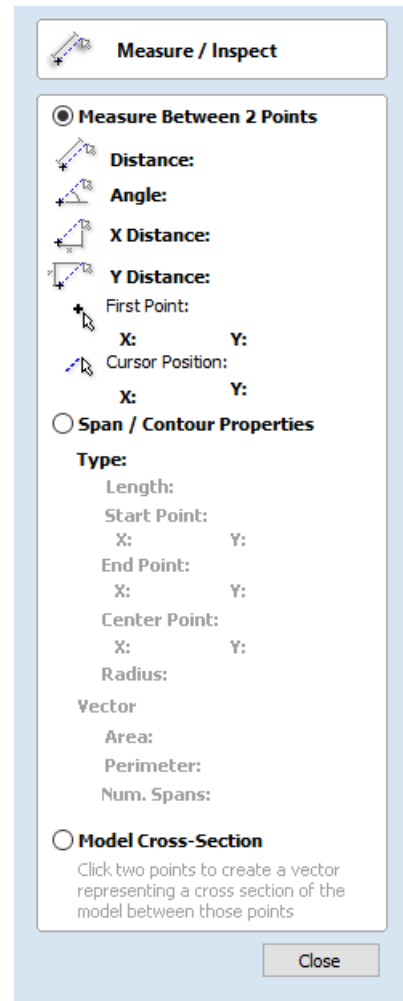 Measure / Inspect
Measure Between 2 Points
Distance:
Angle:
X Distance:
Y Distance:
First Point:
X: Y:
Cursor Position:
X: Y:
Span / Contour Properties
Type:
Length:
Start Point:
X: Y:
End Point:
X: Y:
Center Point:
X: Y:
Radius:
Vector
Area:
Perimeter:
Num. Spans:
Model Cross-Section
Click two points to create a vector
representing a cross section of the
model between those points
Close